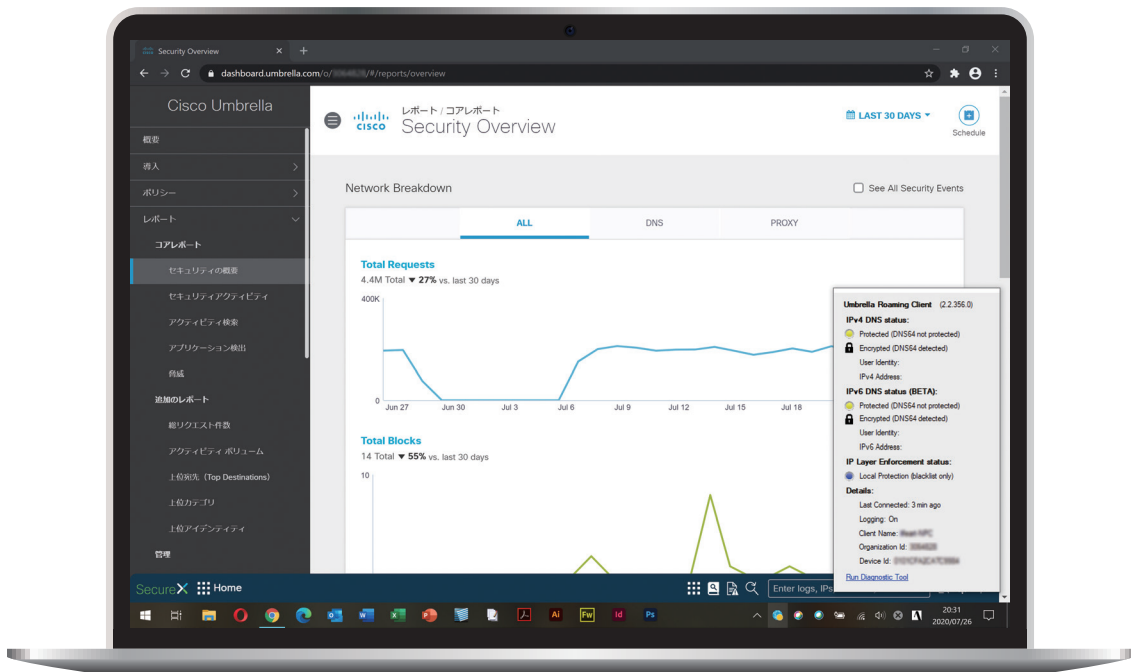 Security Overview
dashboard.umbrella.com/o/ /#/reports/overview
Cisco Umbrella
概要
導入
ポリシー
レポート
コアレポート
セキュリティの概要
セキュリティアクティビティ
アクティビティ検索
アプリケーション検出
脅威
追加のレポート
総リクエスト件数
アクティビティ ボリューム
上位宛先（Top Destinations）
上位カテゴリ
上位アイデンティティ
管理
cisco
レポート / コアレポート
Security Overview
LAST 30 DAYS
Schedule
Network Breakdown
See All Security Events
ALL DNS PROXY
Total Requests
4.4M Total ▼ 27% vs. last 30 days
400K
0
Jun 27 Jun 30 Jul 3 Jul 6 Jul 9 Jul 12 Jul 15 Jul 18
Total Blocks
14 Total ▼ 55% vs. last 30 days
10
Umbrella Roaming Client (2.2.356.0)
IPv4 DNS status:
Protected (DNS64 not protected)
Encrypted (DNS64 detected)
User Identity:
IPv4 Address:
IPv6 DNS status (BETA):
Protected (DNS64 not protected)
Encrypted (DNS64 detected)
User Identity:
IPv6 Address:
IP Layer Enforcement status:
Local Protection (blacklist only)
Details:
Last Connected: 3 min ago
Logging: On
Client Name:
Organization Id:
Device Id:
Run Diagnostic Tool
SecureX Home
Enter logs, IPs
Ai Fw Id Ps
20:31
2020/07/26